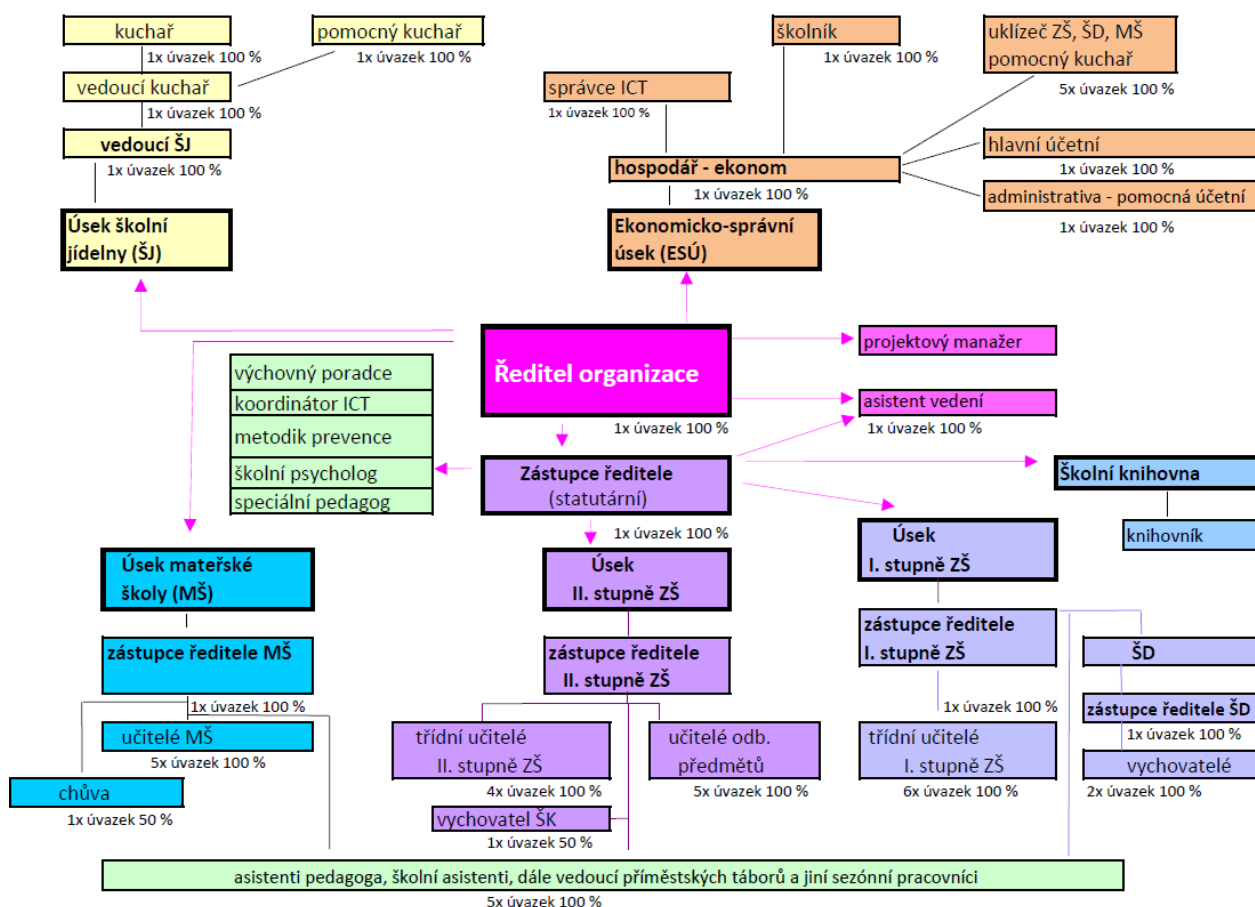 kuchař
1x úvazek 100 %
pomocný kuchař
1x úvazek 100 %
vedoucí kuchař
1x úvazek 100 %
vedoucí ŠJ
1x úvazek 100 %
Úsek školní
jídelny (ŠJ)
školník
1x úvazek 100 %
uklízeč ZŠ, ŠD, MŠ
pomocný kuchař
5x úvazek 100 %
správce ICT
1x úvazek 100 %
hlavní účetní
1x úvazek 100 %
hospodář - ekonom
1x úvazek 100 %
administrativa - pomocná účetní
1x úvazek 100 %
Ekonomicko-správní
úsek (ESÚ)
Ředitel organizace
1x úvazek 100 %
projektový manažer
asistent vedení
1x úvazek 100 %
výchovný poradce
koordinátor ICT
metodik prevence
školní psycholog
speciální pedagog
Zástupce ředitele
(statutární)
1x úvazek 100 %
Školní knihovna
knihovník
Úsek mateřské
školy (MŠ)
zástupce ředitele MŠ
1x úvazek 100 %
učitelé MŠ
5x úvazek 100 %
chůva
1x úvazek 50 %
Úsek
II. stupně ZŠ
zástupce ředitele
II. stupně ZŠ
třídní učitelé
II. stupně ZŠ
4x úvazek 100 %
učitelé odb.
předmětů
5x úvazek 100 %
vychovatel ŠK
1x úvazek 50 %
Úsek
I. stupně ZŠ
zástupce ředitele
I. stupně ZŠ
1x úvazek 100 %
třídní učitelé
I. stupně ZŠ
6x úvazek 100 %
ŠD
zástupce ředitele ŠD
1x úvazek 100 %
vychovatelé
2x úvazek 100 %
asistenti pedagoga, školní asistenti, dále vedoucí příměstských táborů a jiní sezónní pracovníci
5x úvazek 100 %